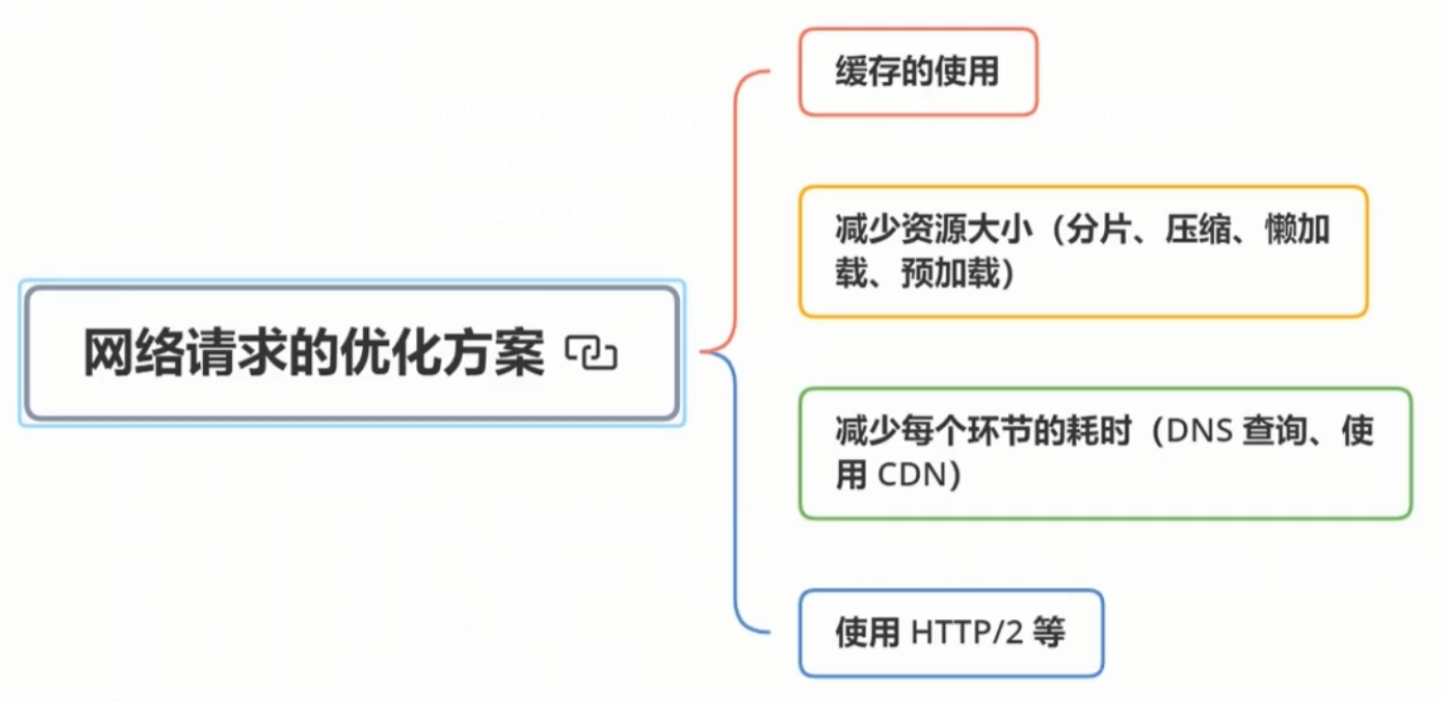 缓存的使用
减少资源大小（分片、压缩、懒加
载、预加载）
网络请求的优化方案
减少每个环节的耗时（DNS 查询、使
用 CDN）
使用 HTTP/2 等